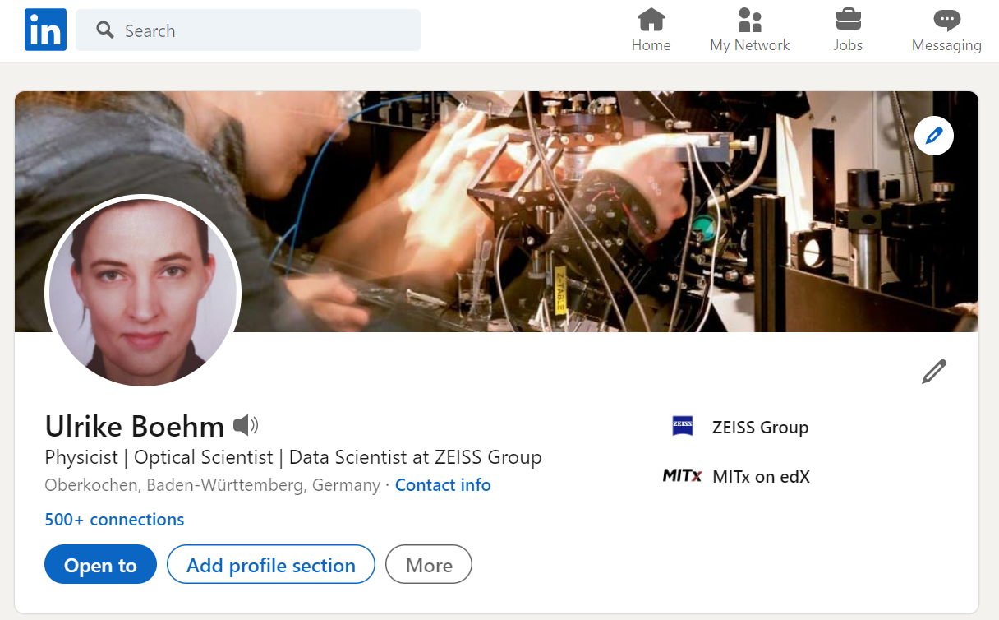 in
Search
Home
My Network
Jobs
Messaging
Z-TABLE
Ulrike Boehm
Physicist | Optical Scientist | Data Scientist at ZEISS Group
Oberkochen, Baden-Württemberg, Germany · Contact info
500+ connections
Open to
Add profile section
More
ZEISS
ZEISS Group
MITx
MITx on edX